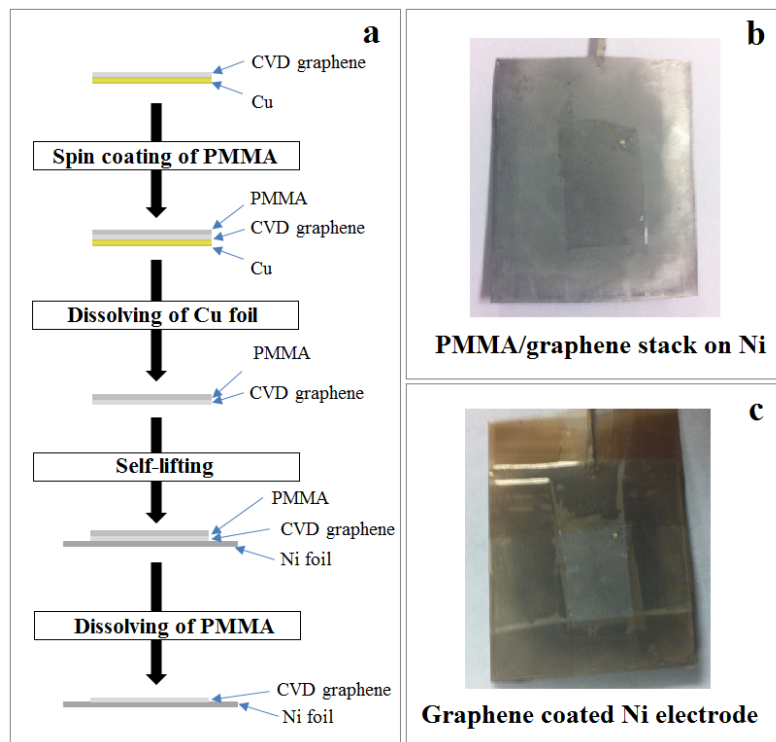 a
CVD graphene
Cu
Spin coating of PMMA
PMMA
CVD graphene
Cu
Dissolving of Cu foil
PMMA
CVD graphene
Self-lifting
PMMA
CVD graphene
Ni foil
Dissolving of PMMA
CVD graphene
Ni foil
b
PMMA/graphene stack on Ni
c
Graphene coated Ni electrode